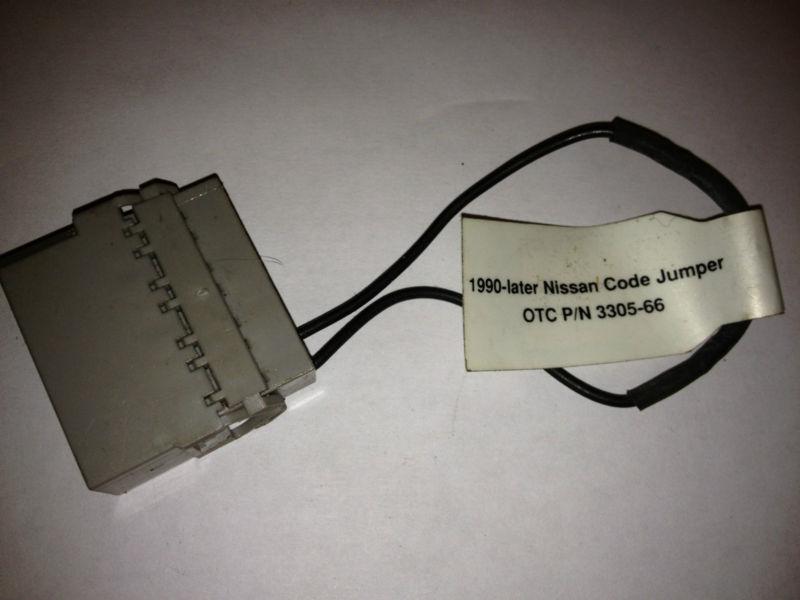 1990-later Nissan Code Jumper
OTC P/N 3305-66